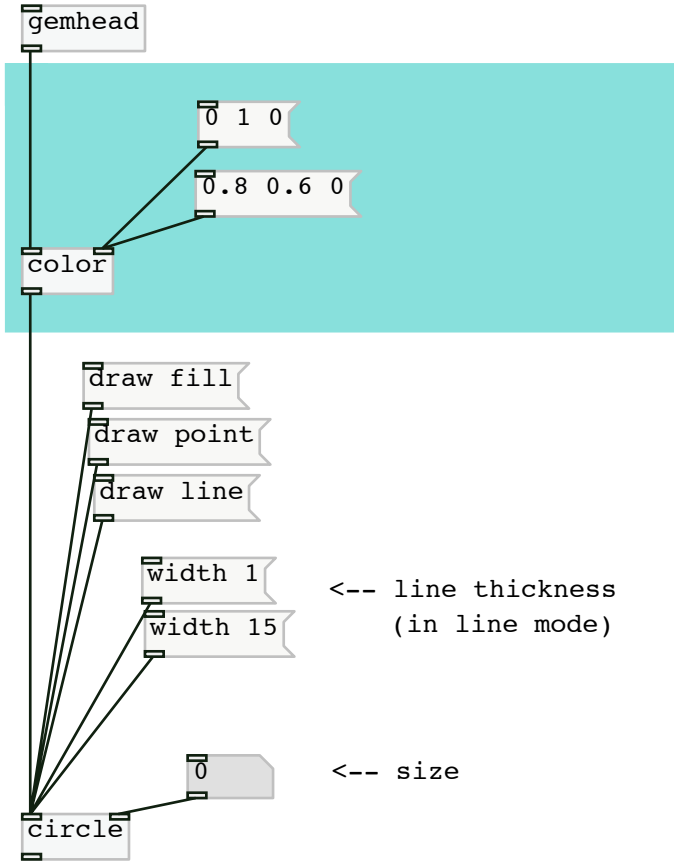 gemhead
0 1 0
0.8 0.6 0
color
draw fill
draw point
draw line
width 1
<-- line thickness
(in line mode)
width 15
0
<-- size
circle